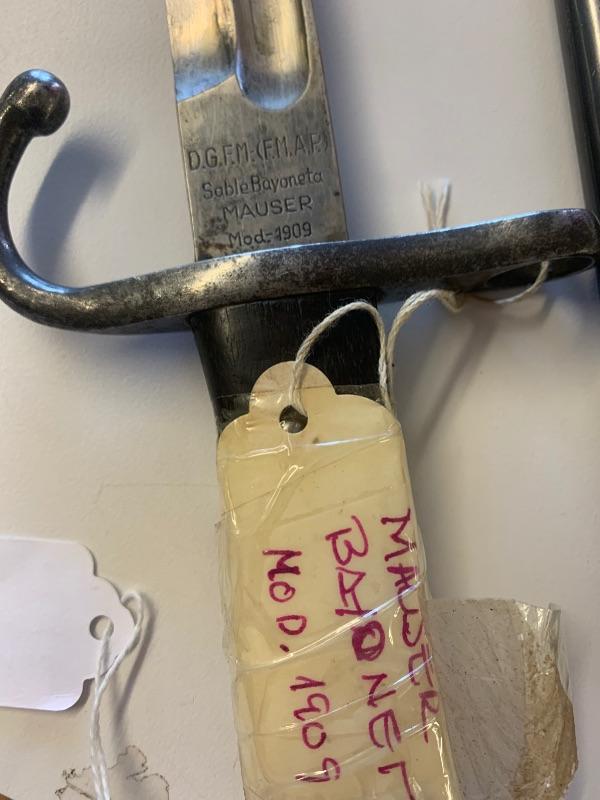 D.G.F.M.-(F.M.A.P.)
Sable Bayoneta
MAUSER
Mod-1909
MAUSER
BAYONET
MOD. 1909